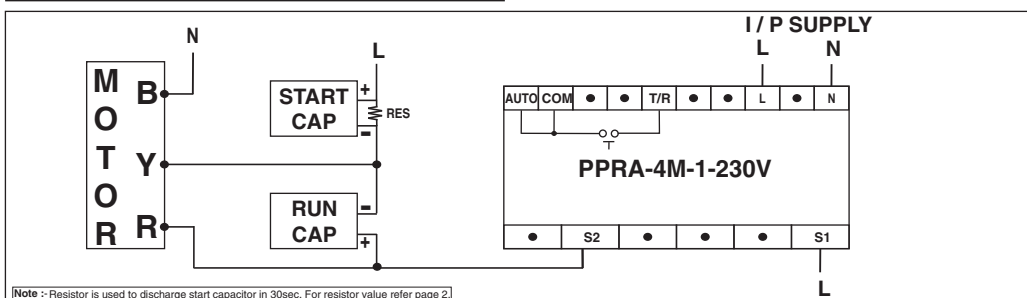 I / P SUPPLY
L N
N
L
MOTOR
B
Y
R
START
CAP
+
-
RES
RUN
CAP
-
+
AUTO COM T/R L N
PPRA-4M-1-230V
S2 S1
L
Note :- Resistor is used to discharge start capacitor in 30sec. For resistor value refer page 2.